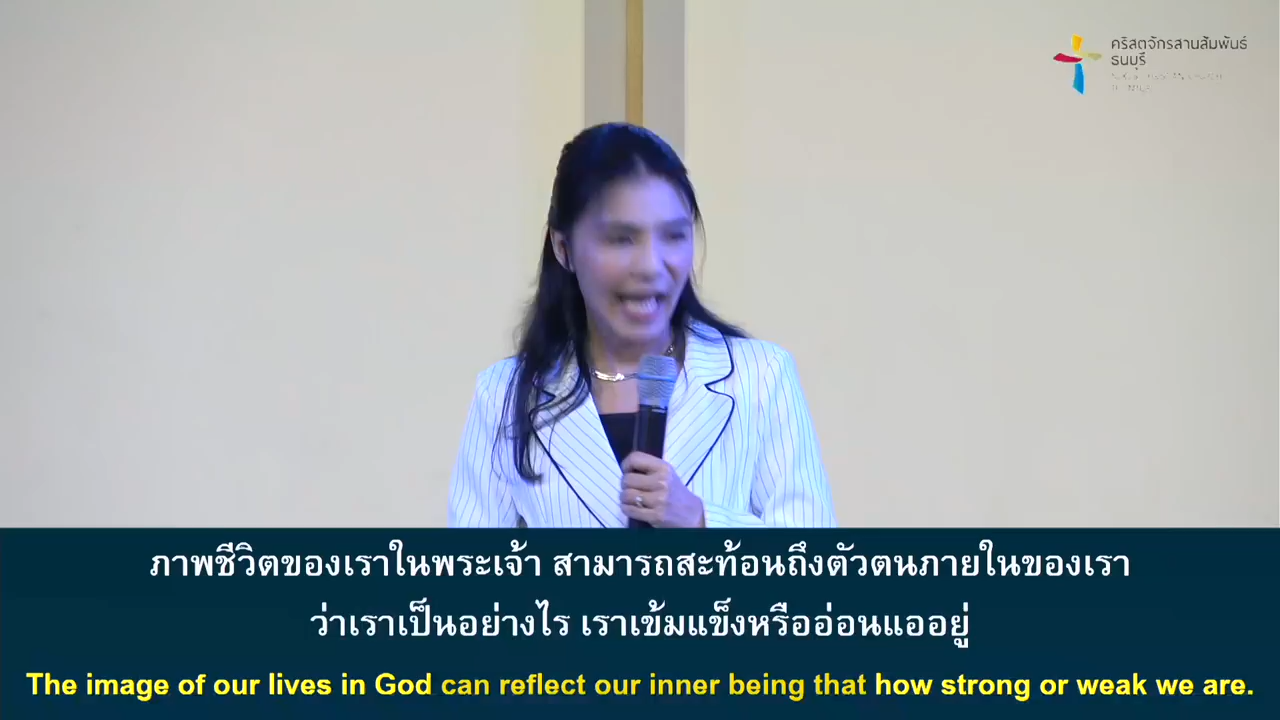 คริสตจักรสานสัมพันธ์
ธนบุรี
ภาพชีวิตของเราในพระเจ้า สามารถสะท้อนถึงตัวตนภายในของเรา
ว่าเราเป็นอย่างไร เราเข้มแข็งหรืออ่อนแออยู่
The image of our lives in God can reflect our inner being that how strong or weak we are.